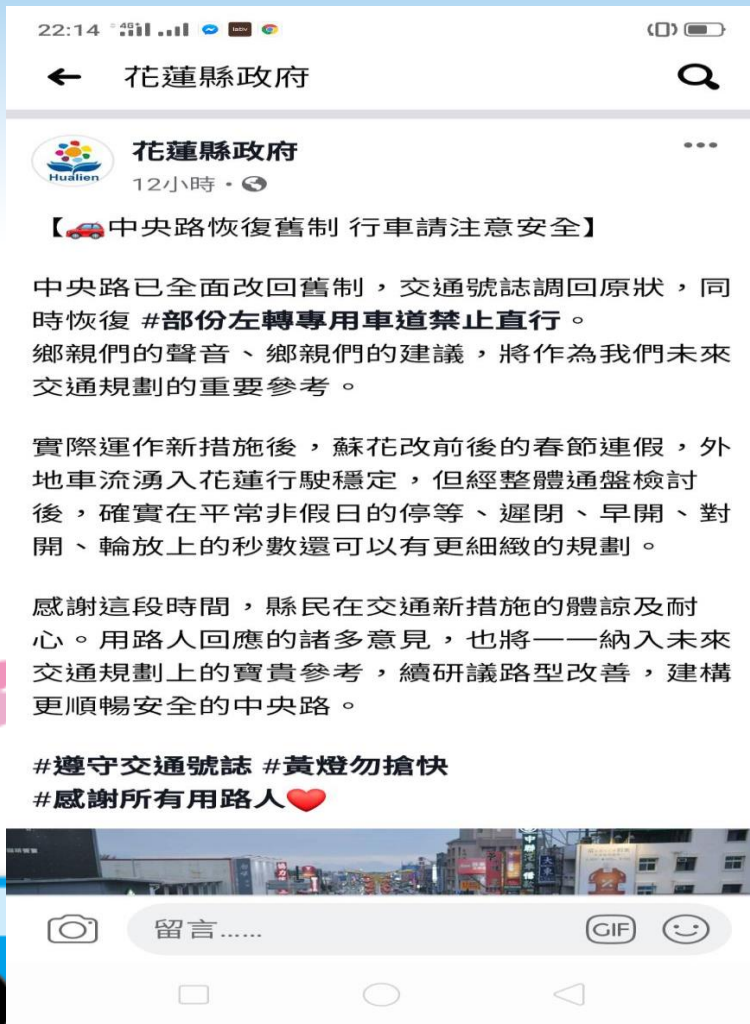 22:14 4G lativ
花蓮縣政府
Hualien
花蓮縣政府
12小時
【🚗中央路恢復舊制 行車請注意安全】
中央路已全面改回舊制，交通號誌調回原狀，同
時恢復 #部份左轉專用車道禁止直行。
鄉親們的聲音、鄉親們的建議，將作為我們未來
交通規劃的重要參考。
實際運作新措施後，蘇花改前後的春節連假，外
地車流湧入花蓮行駛穩定，但經整體通盤檢討
後，確實在平常非假日的停等、遲閉、早開、對
開、輪放上的秒數還可以有更細緻的規劃。
感謝這段時間，縣民在交通新措施的體諒及耐
心。用路人回應的諸多意見，也將一一納入未來
交通規劃上的寶貴參考，續研議路型改善，建構
更順暢安全的中央路。
#遵守交通號誌 #黃燈勿搶快
#感謝所有用路人❤️
留言......
GIF